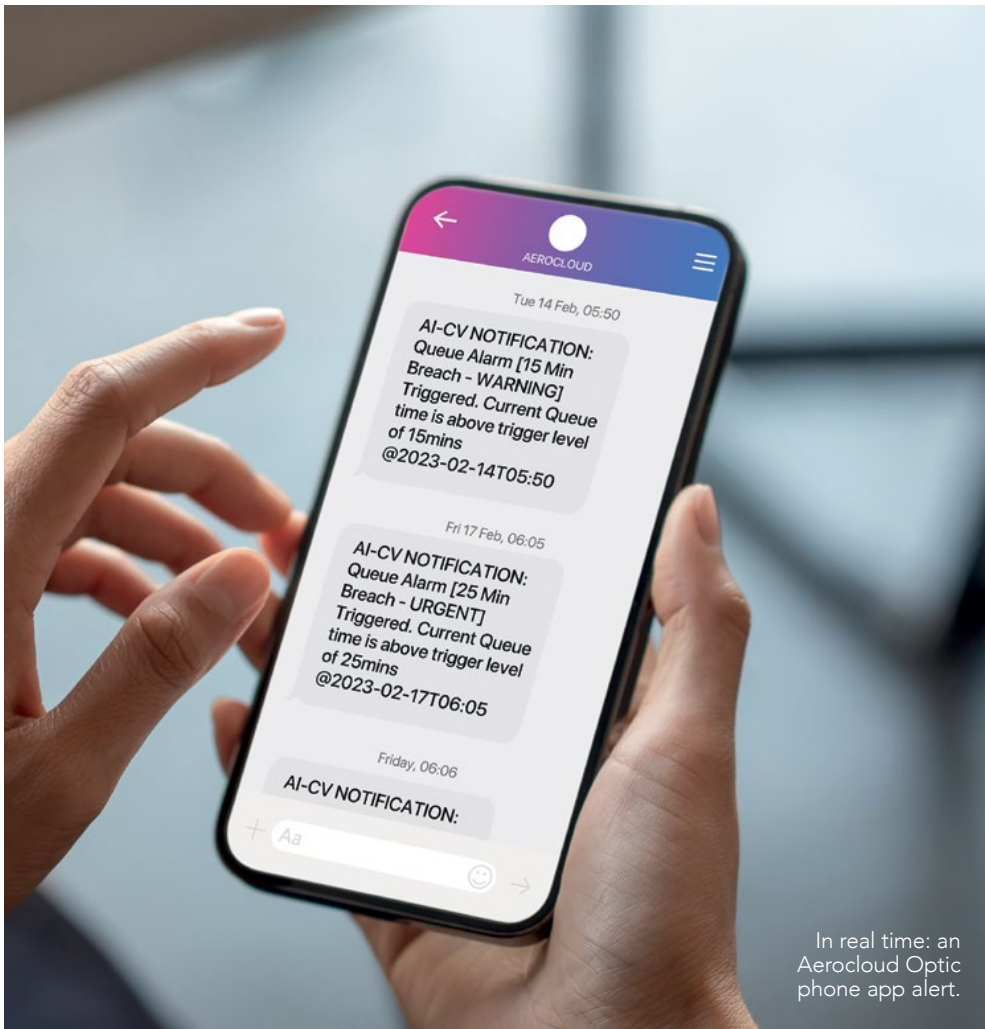 AEROCLOUD
Tue 14 Feb, 05:50
AI-CV NOTIFICATION:
Queue Alarm [15 Min
Breach - WARNING]
Triggered. Current Queue
time is above trigger level
of 15mins
@2023-02-14T05:50
Fri 17 Feb, 06:05
AI-CV NOTIFICATION:
Queue Alarm [25 Min
Breach - URGENT]
Triggered. Current Queue
time is above trigger level
of 25mins
@2023-02-17T06:05
Friday, 06:06
AI-CV NOTIFICATION:
Aa
In real time: an
Aerocloud Optic
phone app alert.